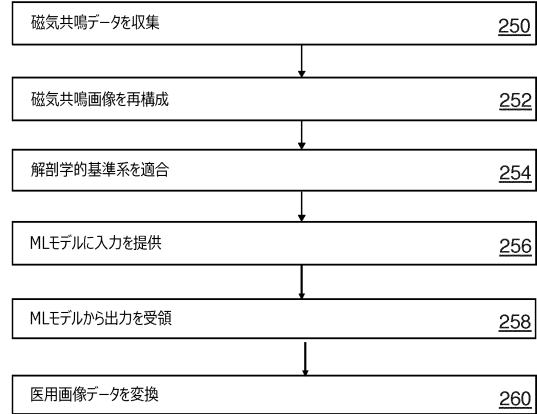 磁気共鳴データを収集 250
磁気共鳴画像を再構成 252
解剖学的基準系を適合 254
MLモデルに入力を提供 256
MLモデルから出力を受領 258
医用画像データを変換 260